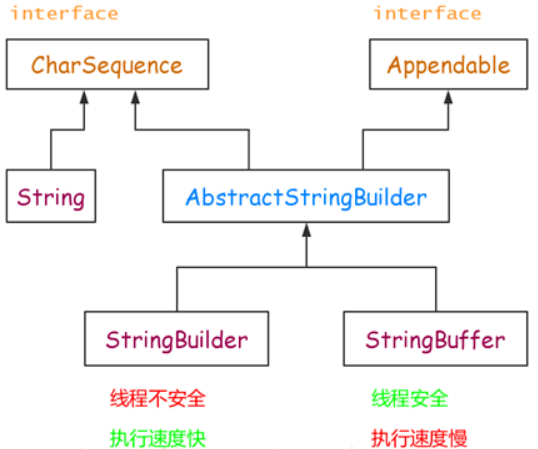 interface interface
CharSequence Appendable
String AbstractStringBuilder
StringBuilder StringBuffer
线程不安全 线程安全
执行速度快 执行速度慢